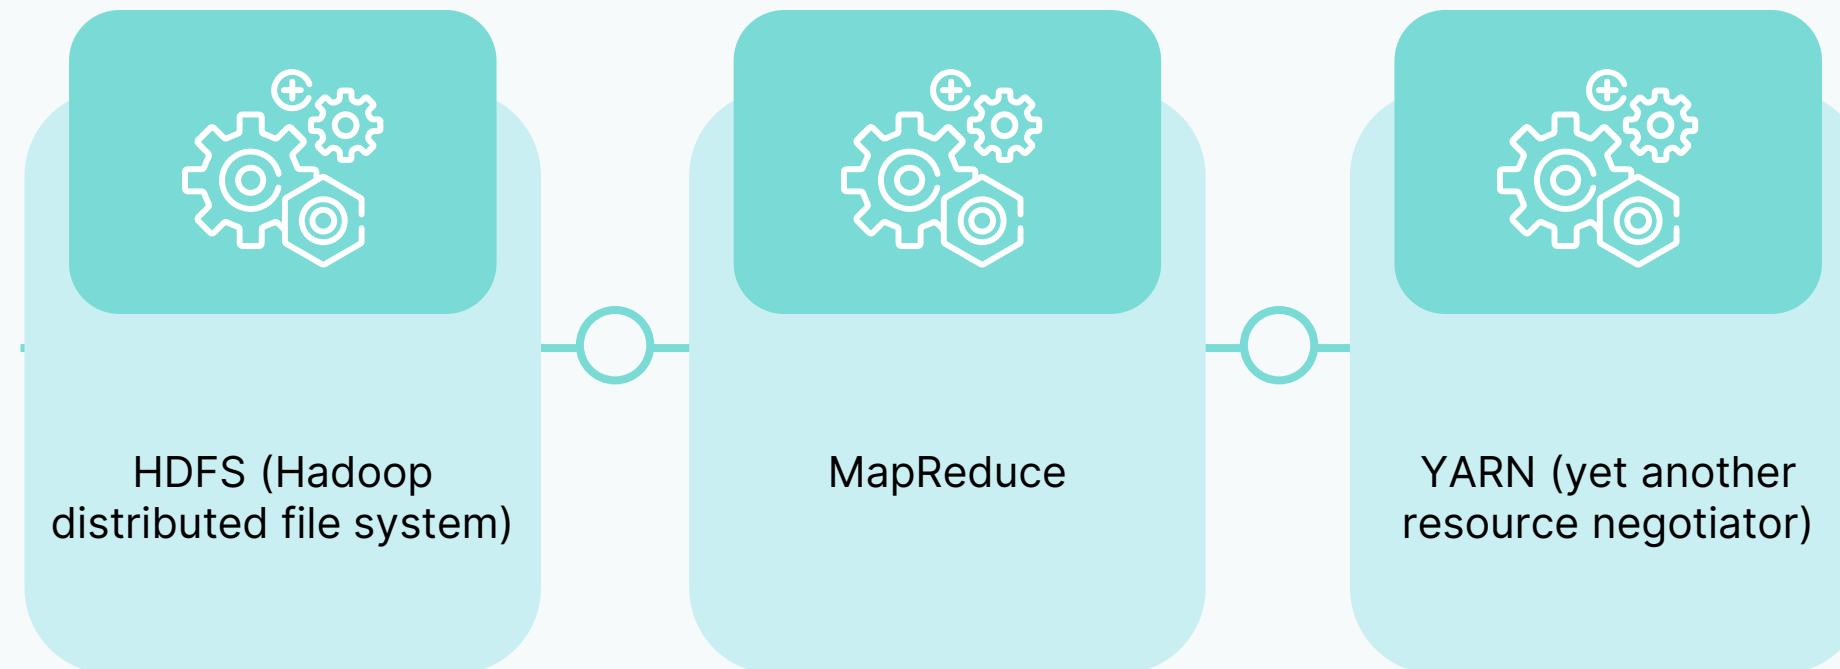 HDFS (Hadoop
distributed file system)
MapReduce
YARN (yet another
resource negotiator)